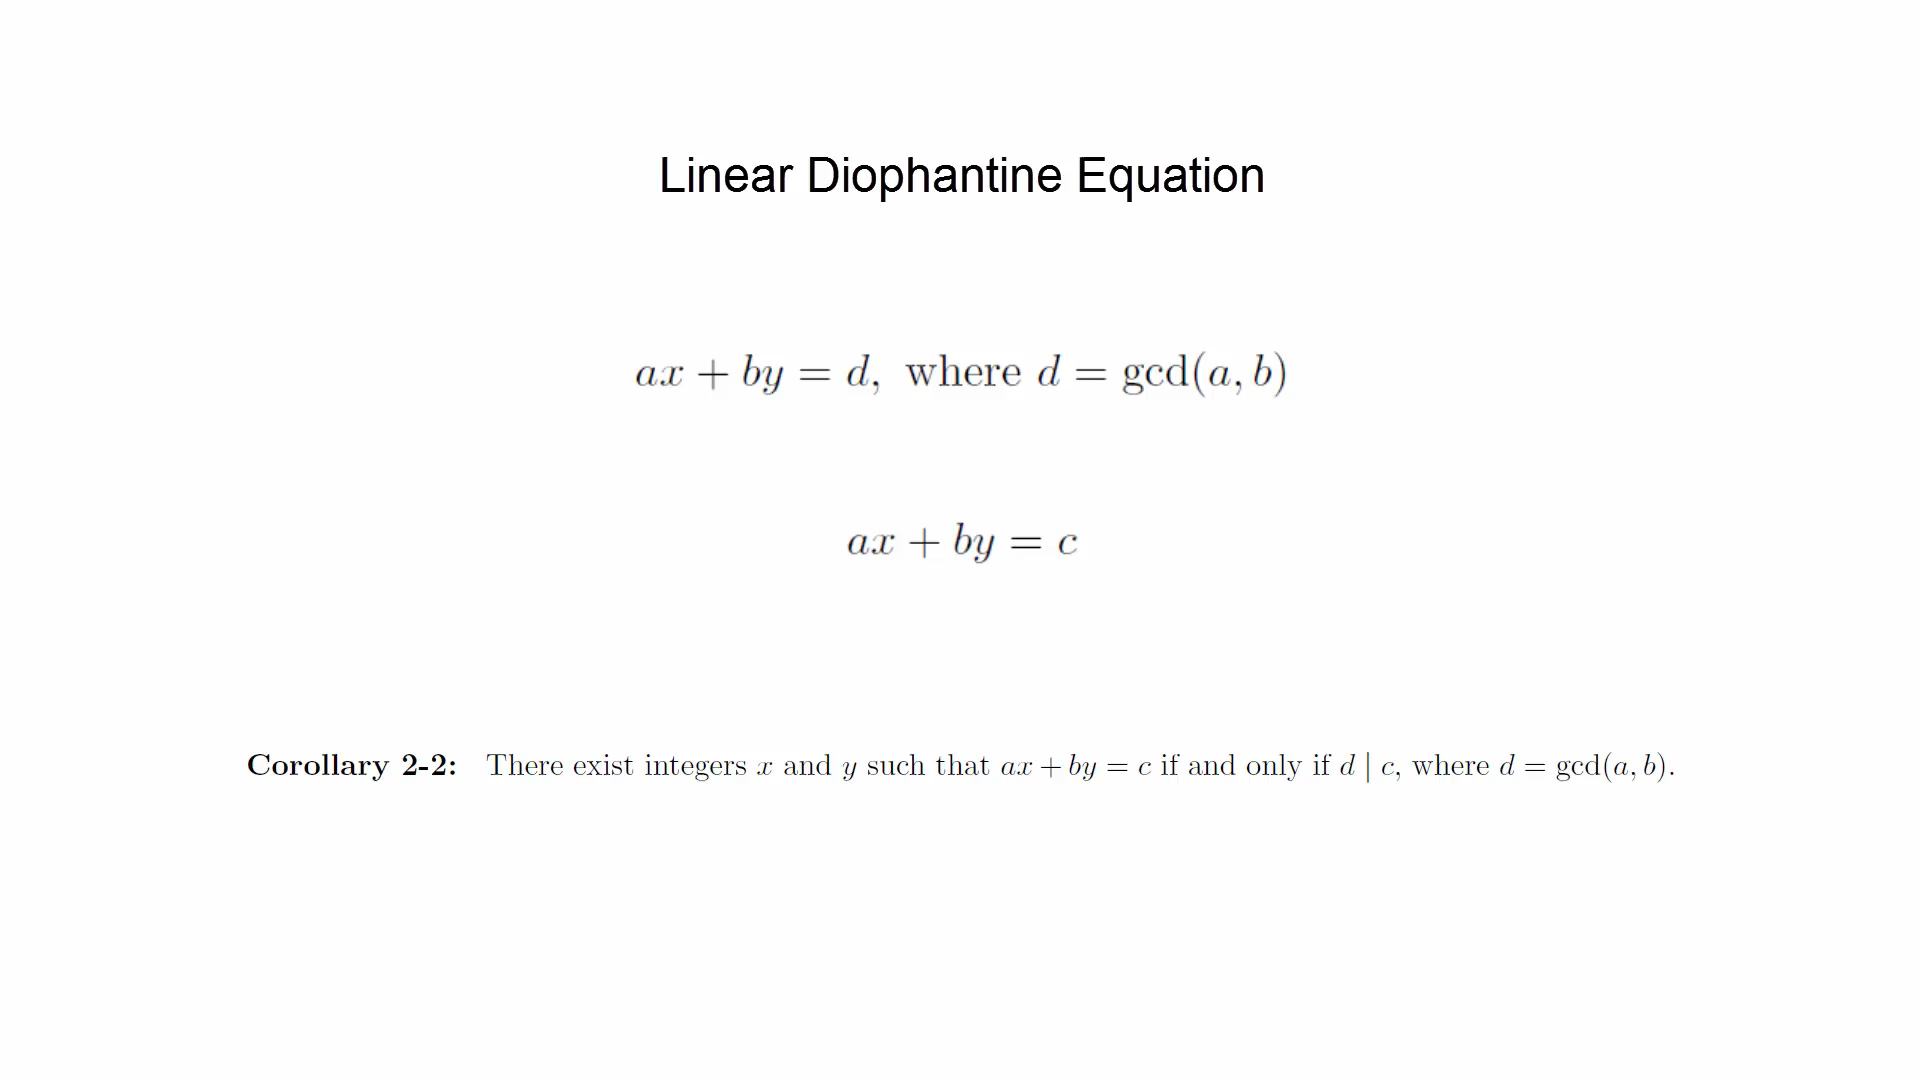 Linear Diophantine Equation
ax + by = d, where d = gcd(a, b)
ax + by = c
Corollary 2-2: There exist integers x and y such that ax + by = c if and only if d | c, where d = gcd(a, b).